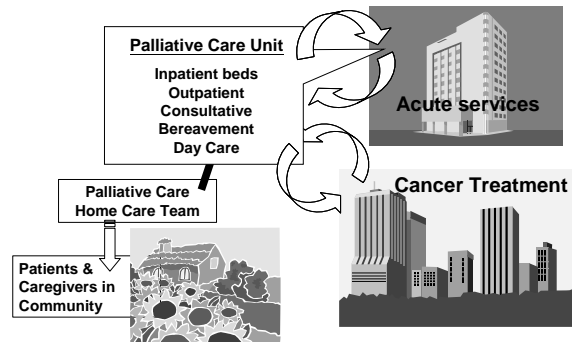 Palliative Care Unit
Inpatient beds
Outpatient
Consultative
Bereavement
Day Care
Acute services
Cancer Treatment
Palliative Care
Home Care Team
Patients &
Caregivers in
Community